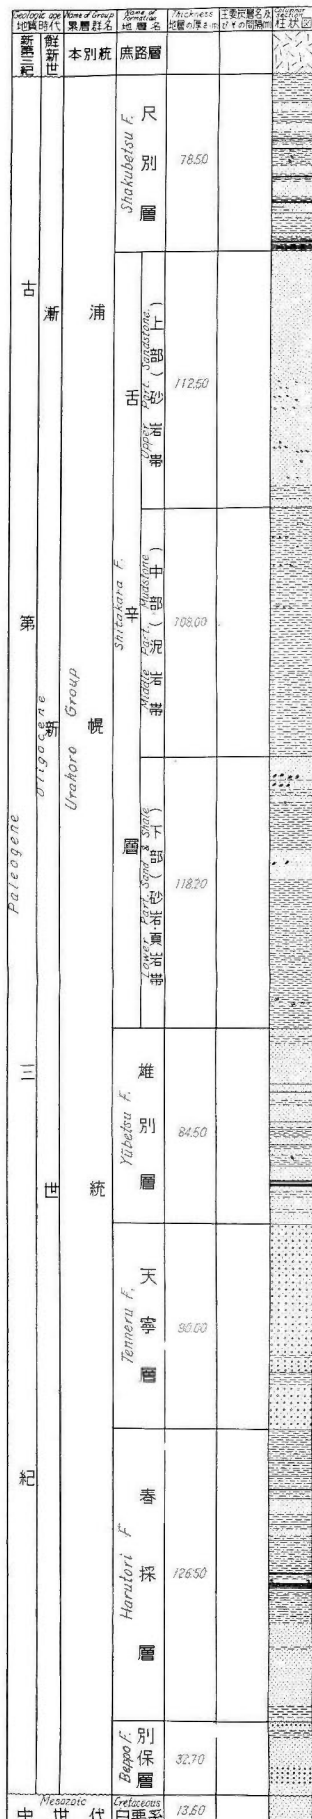 Geologic age
地質時代
Name of Group
累層群名
Name of Formation
地層名
Thickness
地層の厚さm
主要炭層名及
びその間隔m
Columnar section
柱状図
新第三紀
鮮新世
本別統
庶路層
古第三紀
Paleogene
漸新世
Oligocene
浦幌統
Urahoro Group
尺別層
Shakubetsu F.
78.50
舌辛層
Shitakara F.
上部(砂岩帯)
Upper Part. Sandstone
112.50
中部(泥岩帯)
Middle Part. Mudstone
108.00
下部(砂岩・頁岩帯)
Lower Part Sand & Shale
118.20
雄別層
Yūbetsu F.
84.50
天寧層
Tenneru F.
90.00
春採層
Harutori F
126.50
別保層
Beppo F.
32.70
Mesozoic
中世代
Cretaceous
白亜系
13.60